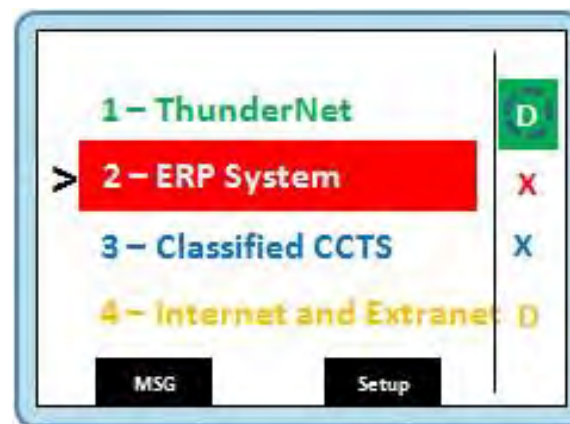 1 – ThunderNet D
> 2 – ERP System X
3 – Classified CCTS X
4 – Internet and Extranet D
MSG Setup